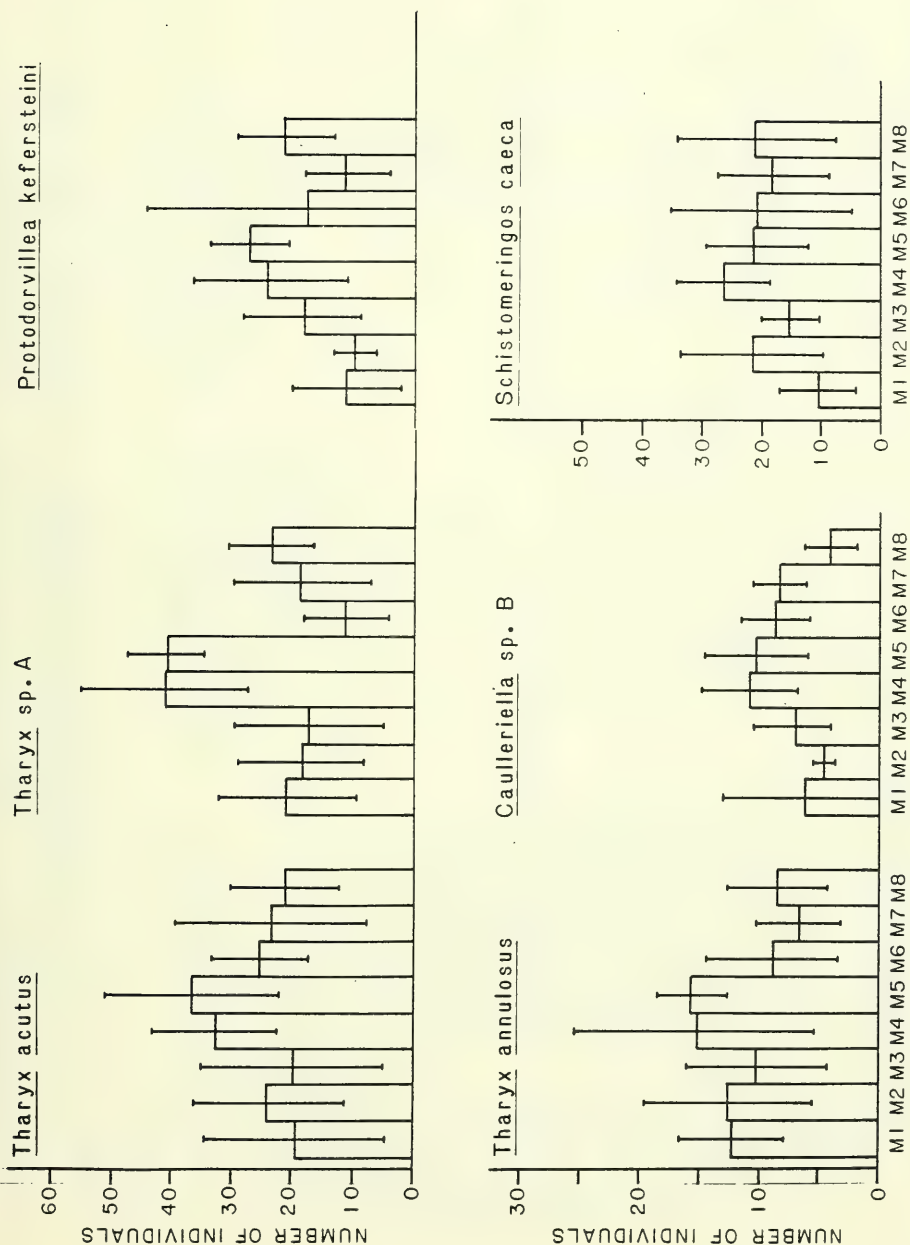 Tharyx acutus
Tharyx sp. A
Protodorvillea kefersteini
NUMBER OF INDIVIDUALS
60
50
40
30
20
10
0
Tharyx annulosus
Caulleriella sp. B
Schistomeringos caeca
NUMBER OF INDIVIDUALS
30
20
10
0
M1 M2 M3 M4 M5 M6 M7 M8
M1 M2 M3 M4 M5 M6 M7 M8
50
40
30
20
10
0
M1 M2 M3 M4 M5 M6 M7 M8